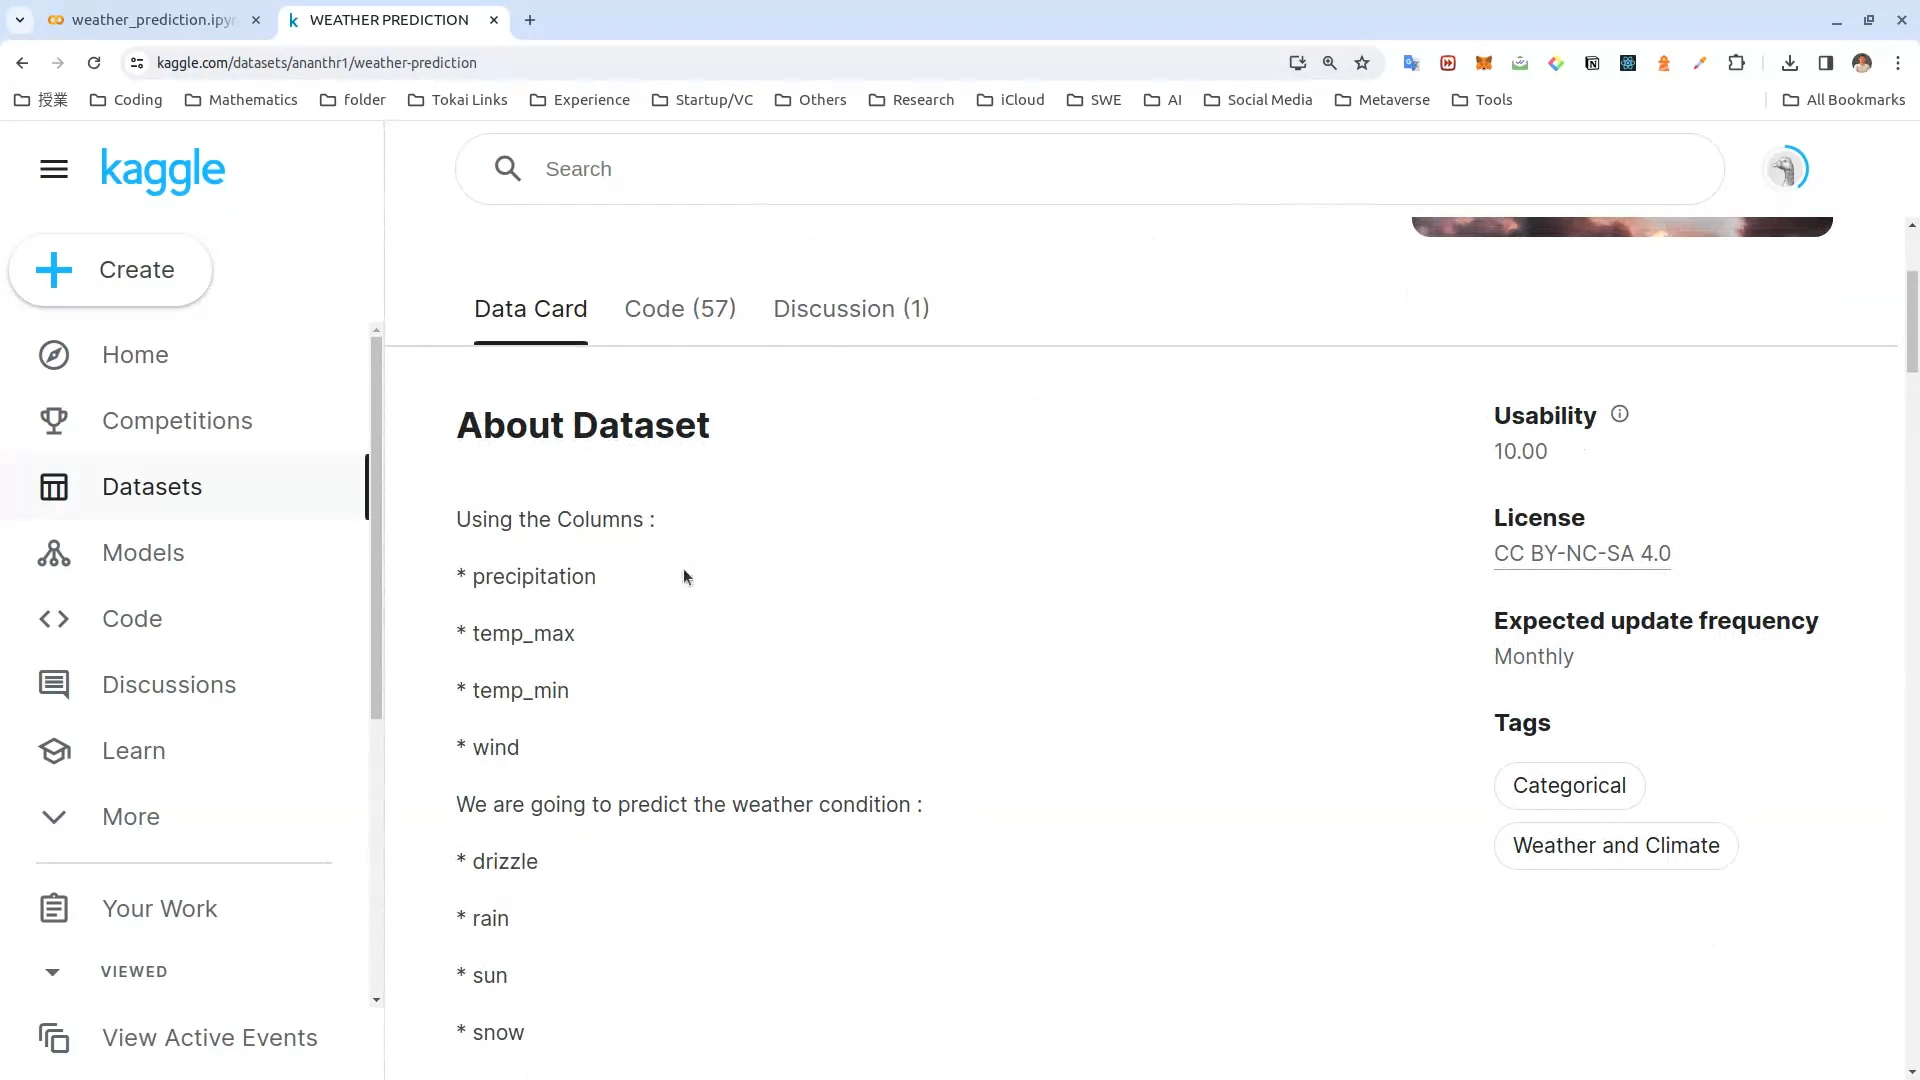 weather_prediction.ipyn
WEATHER PREDICTION
kaggle.com/datasets/ananthr1/weather-prediction
授業
Coding
Mathematics
folder
Tokai Links
Experience
Startup/VC
Others
Research
iCloud
SWE
AI
Social Media
Metaverse
Tools
All Bookmarks
kaggle
Search
Create
Home
Competitions
Datasets
Models
Code
Discussions
Learn
More
Your Work
VIEWED
View Active Events
Data Card
Code (57)
Discussion (1)
About Dataset
Using the Columns :
* precipitation
* temp_max
* temp_min
* wind
We are going to predict the weather condition :
* drizzle
* rain
* sun
* snow
Usability
10.00
License
CC BY-NC-SA 4.0
Expected update frequency
Monthly
Tags
Categorical
Weather and Climate